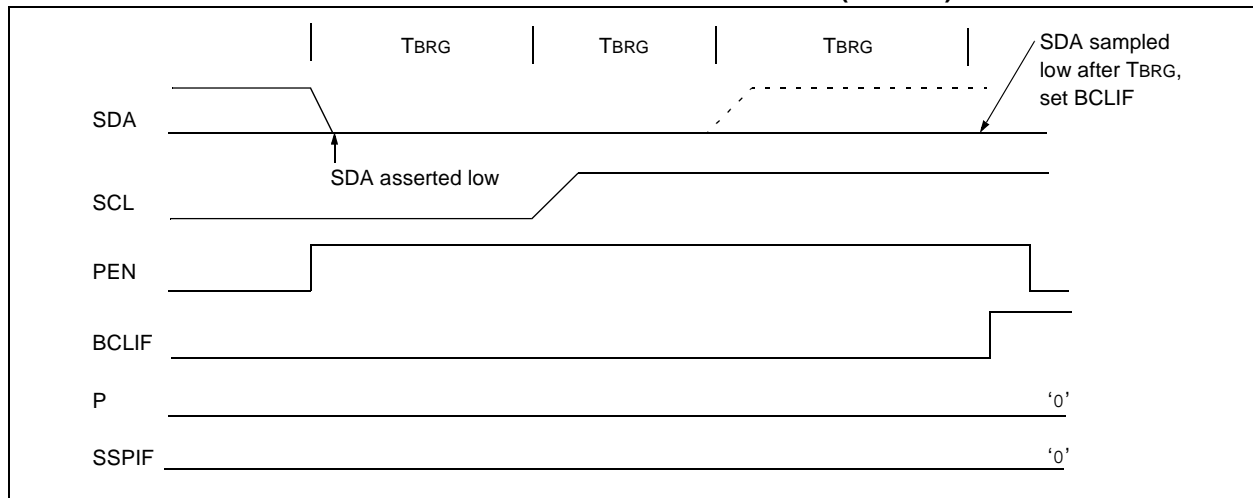 TBRG TBRG TBRG
SDA sampled
low after TBRG,
set BCLIF
SDA
SDA asserted low
SCL
PEN
BCLIF
P '0'
SSPIF '0'